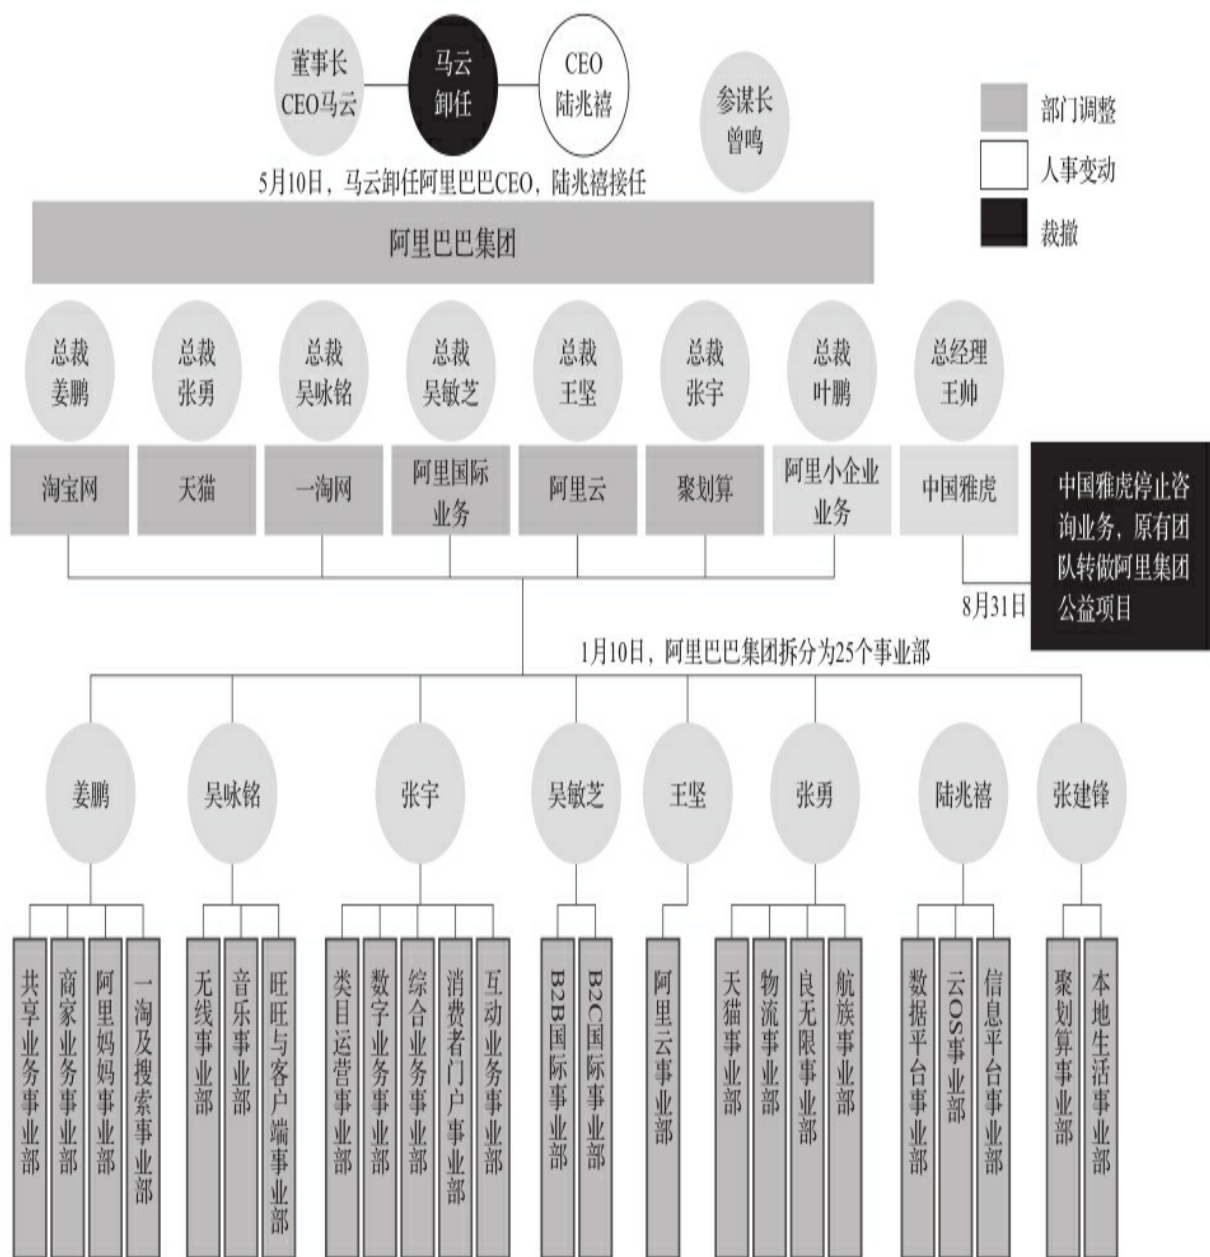 董事长
CEO马云
马云
卸任
CEO
陆兆禧
参谋长
曾鸣
部门调整
人事变动
裁撤
5月10日，马云卸任阿里巴巴CEO，陆兆禧接任
阿里巴巴集团
总裁
姜鹏
总裁
张勇
总裁
吴咏铭
总裁
吴敏芝
总裁
王坚
总裁
张宇
总裁
叶鹏
总经理
王帅
淘宝网
天猫
一淘网
阿里国际
业务
阿里云
聚划算
阿里小企业
业务
中国雅虎
中国雅虎停止咨
询业务，原有团
队转做阿里集团
公益项目
8月31日
1月10日，阿里巴巴集团拆分为25个事业部
姜鹏
吴咏铭
张宇
吴敏芝
王坚
张勇
陆兆禧
张建锋
共享业务事业部
商家业务事业部
阿里妈妈事业部
一淘及搜索事业部
无线事业部
音乐事业部
旺旺与客户端事业部
类目运营事业部
数字业务事业部
综合业务事业部
消费者门户事业部
互动业务事业部
B2B国际事业部
B2C国际事业部
阿里云事业部
天猫事业部
物流事业部
良无限事业部
航族事业部
数据平台事业部
云OS事业部
信息平台事业部
聚划算事业部
本地生活事业部